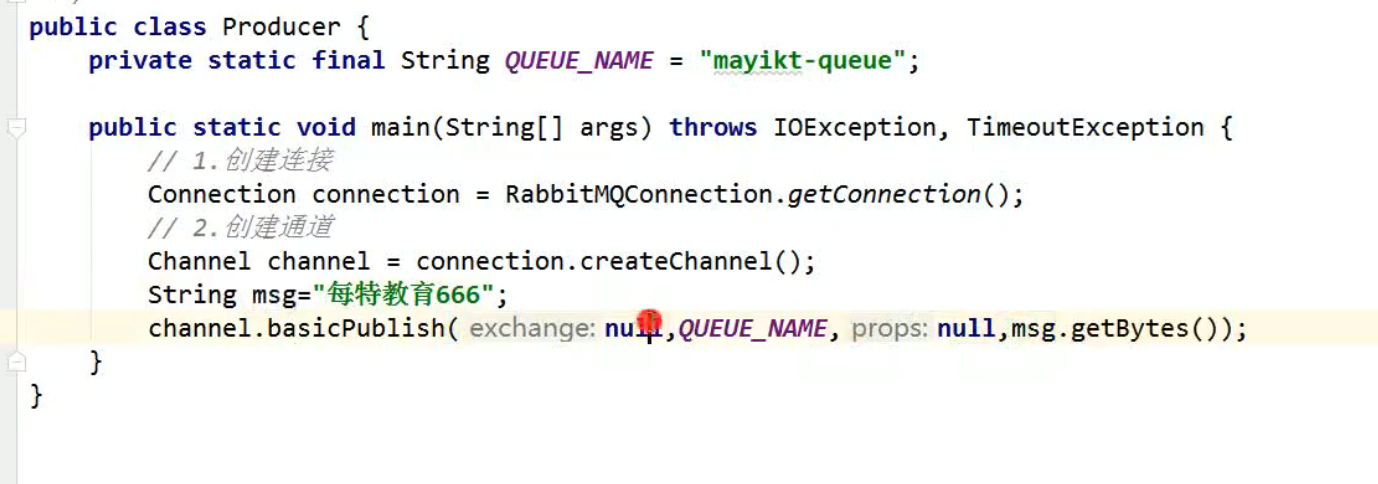 public class Producer {
private static final String QUEUE_NAME = "mayikt-queue";
public static void main(String[] args) throws IOException, TimeoutException {
// 1.创建连接
Connection connection = RabbitMQConnection.getConnection();
// 2.创建通道
Channel channel = connection.createChannel();
String msg="每特教育666";
channel.basicPublish( exchange: null,QUEUE_NAME, props: null,msg.getBytes());
}
}